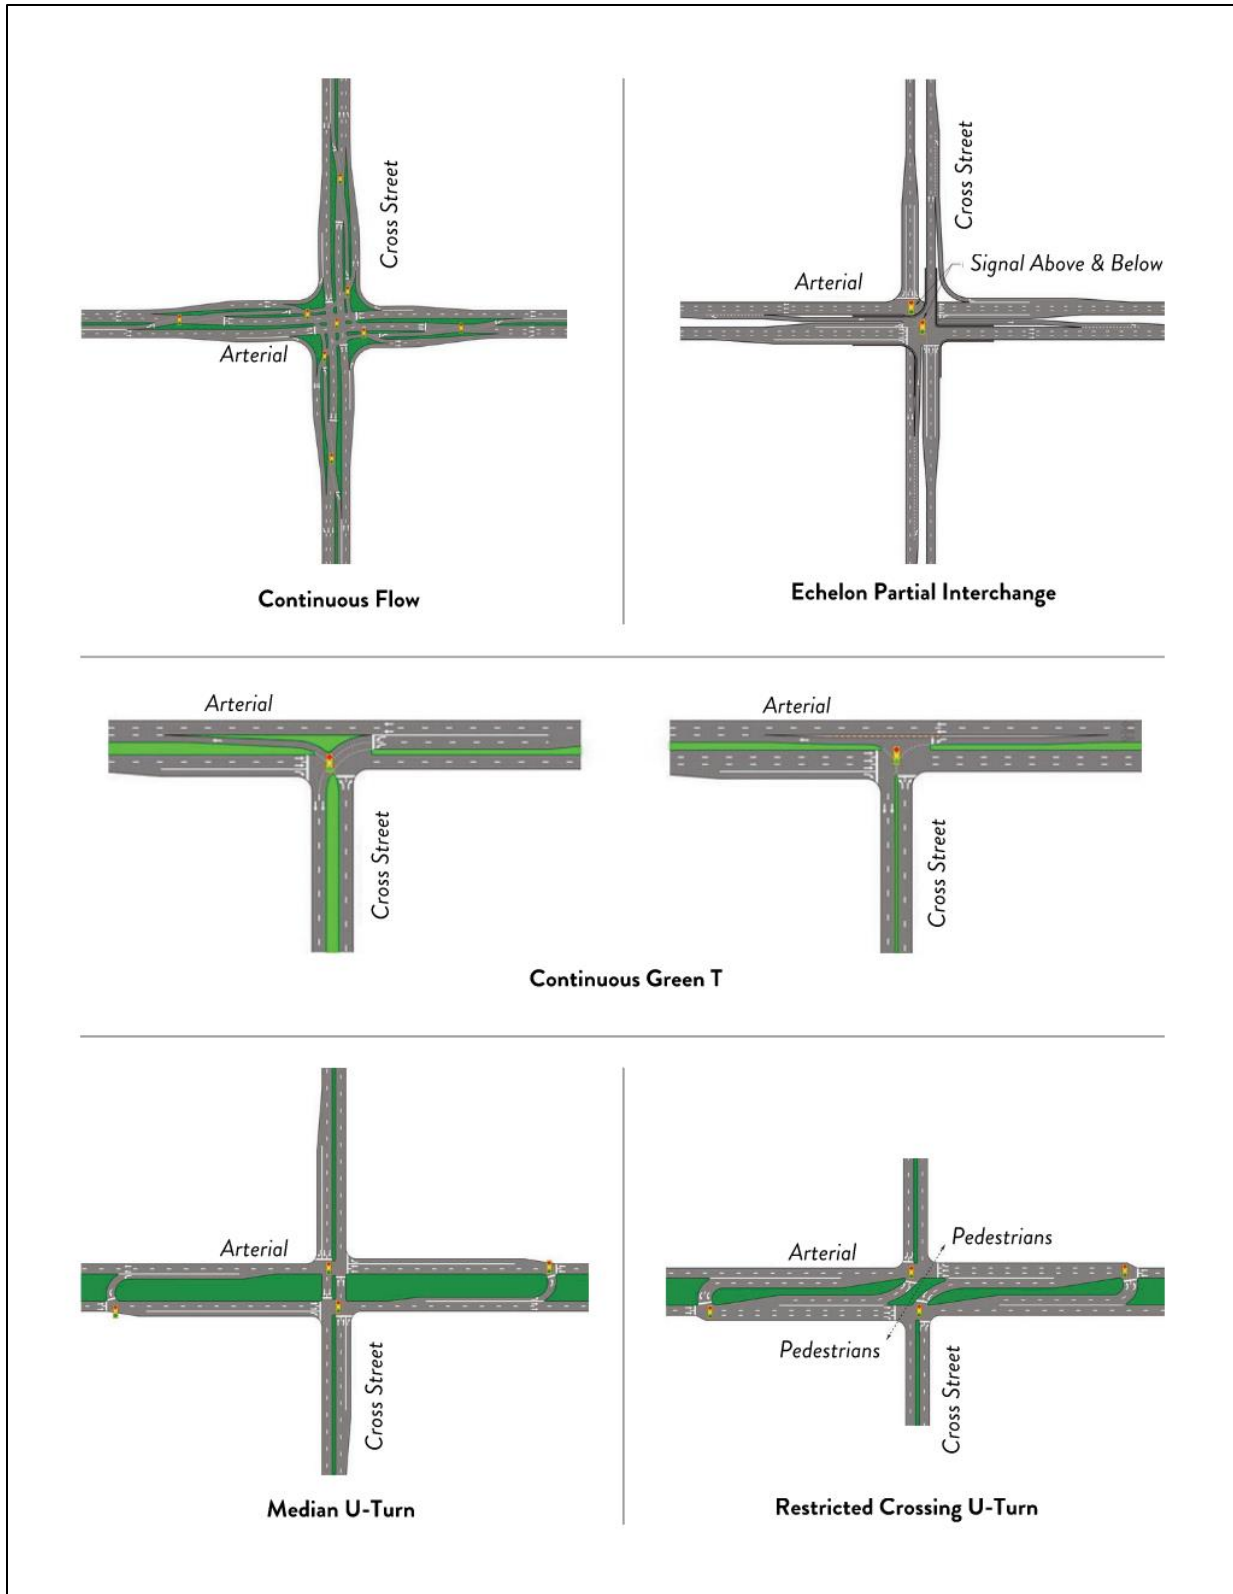 Cross Street
Arterial
Continuous Flow
Cross Street
Arterial
Signal Above & Below
Echelon Partial Interchange
Arterial
Cross Street
Arterial
Cross Street
Continuous Green T
Arterial
Cross Street
Median U-Turn
Arterial
Pedestrians
Pedestrians
Cross Street
Restricted Crossing U-Turn